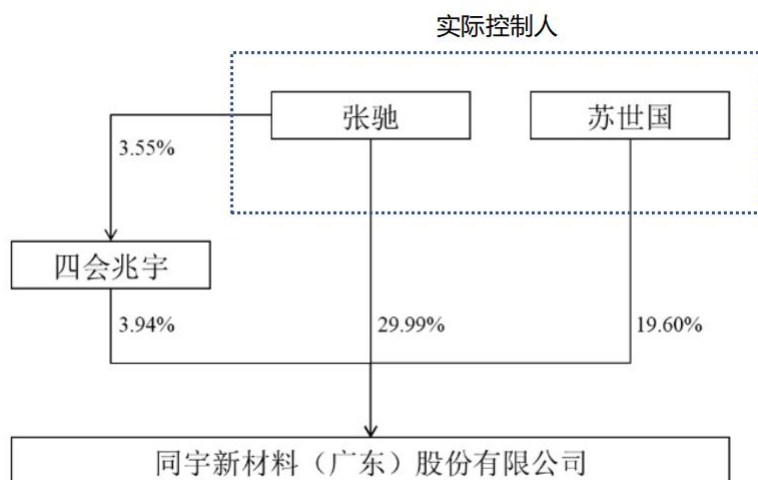 实际控制人
张驰
苏世国
3.55%
四会兆宇
3.94%
29.99%
19.60%
同宇新材料（广东）股份有限公司